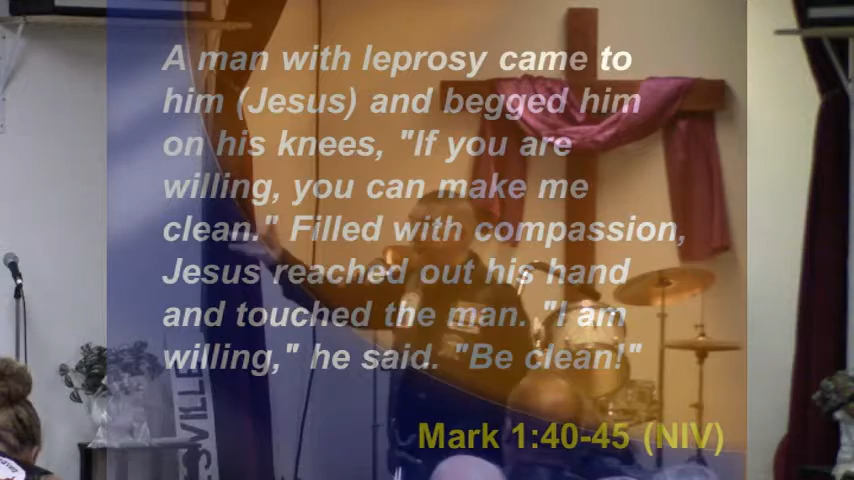 A man with leprosy came to
him (Jesus) and begged him
on his knees, "If you are
willing, you can make me
clean." Filled with compassion,
Jesus reached out his hand
and touched the man. "I am
willing," he said. "Be clean!"
Mark 1:40-45 (NIV)